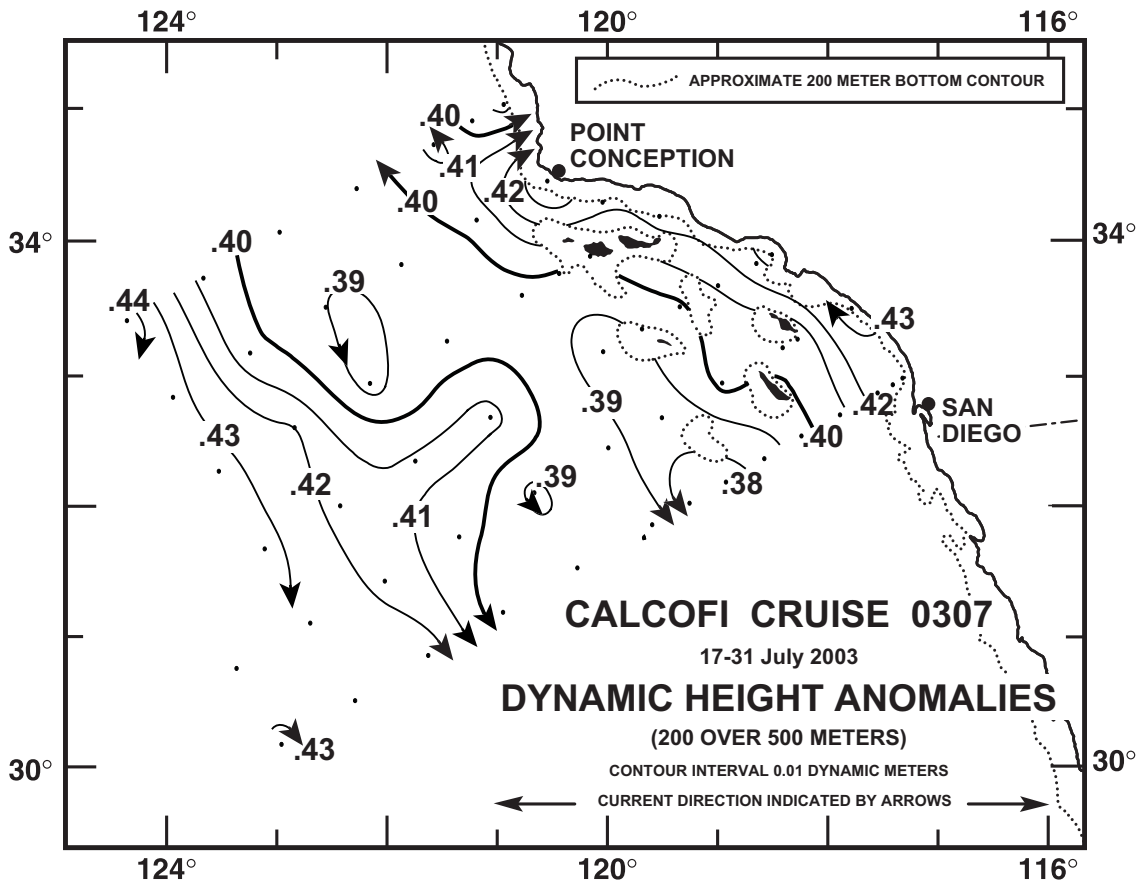 124° 120° 116°
APPROXIMATE 200 METER BOTTOM CONTOUR
.40
POINT
CONCEPTION
.41
.42
.40
34° 34°
.40
.39
.44
.43
.39
.42
SAN
DIEGO
.43
.40
.39
.38
.42
.41
CALCOFI CRUISE 0307
17-31 July 2003
DYNAMIC HEIGHT ANOMALIES
(200 OVER 500 METERS)
.43
30° 30°
CONTOUR INTERVAL 0.01 DYNAMIC METERS
CURRENT DIRECTION INDICATED BY ARROWS
124° 120° 116°